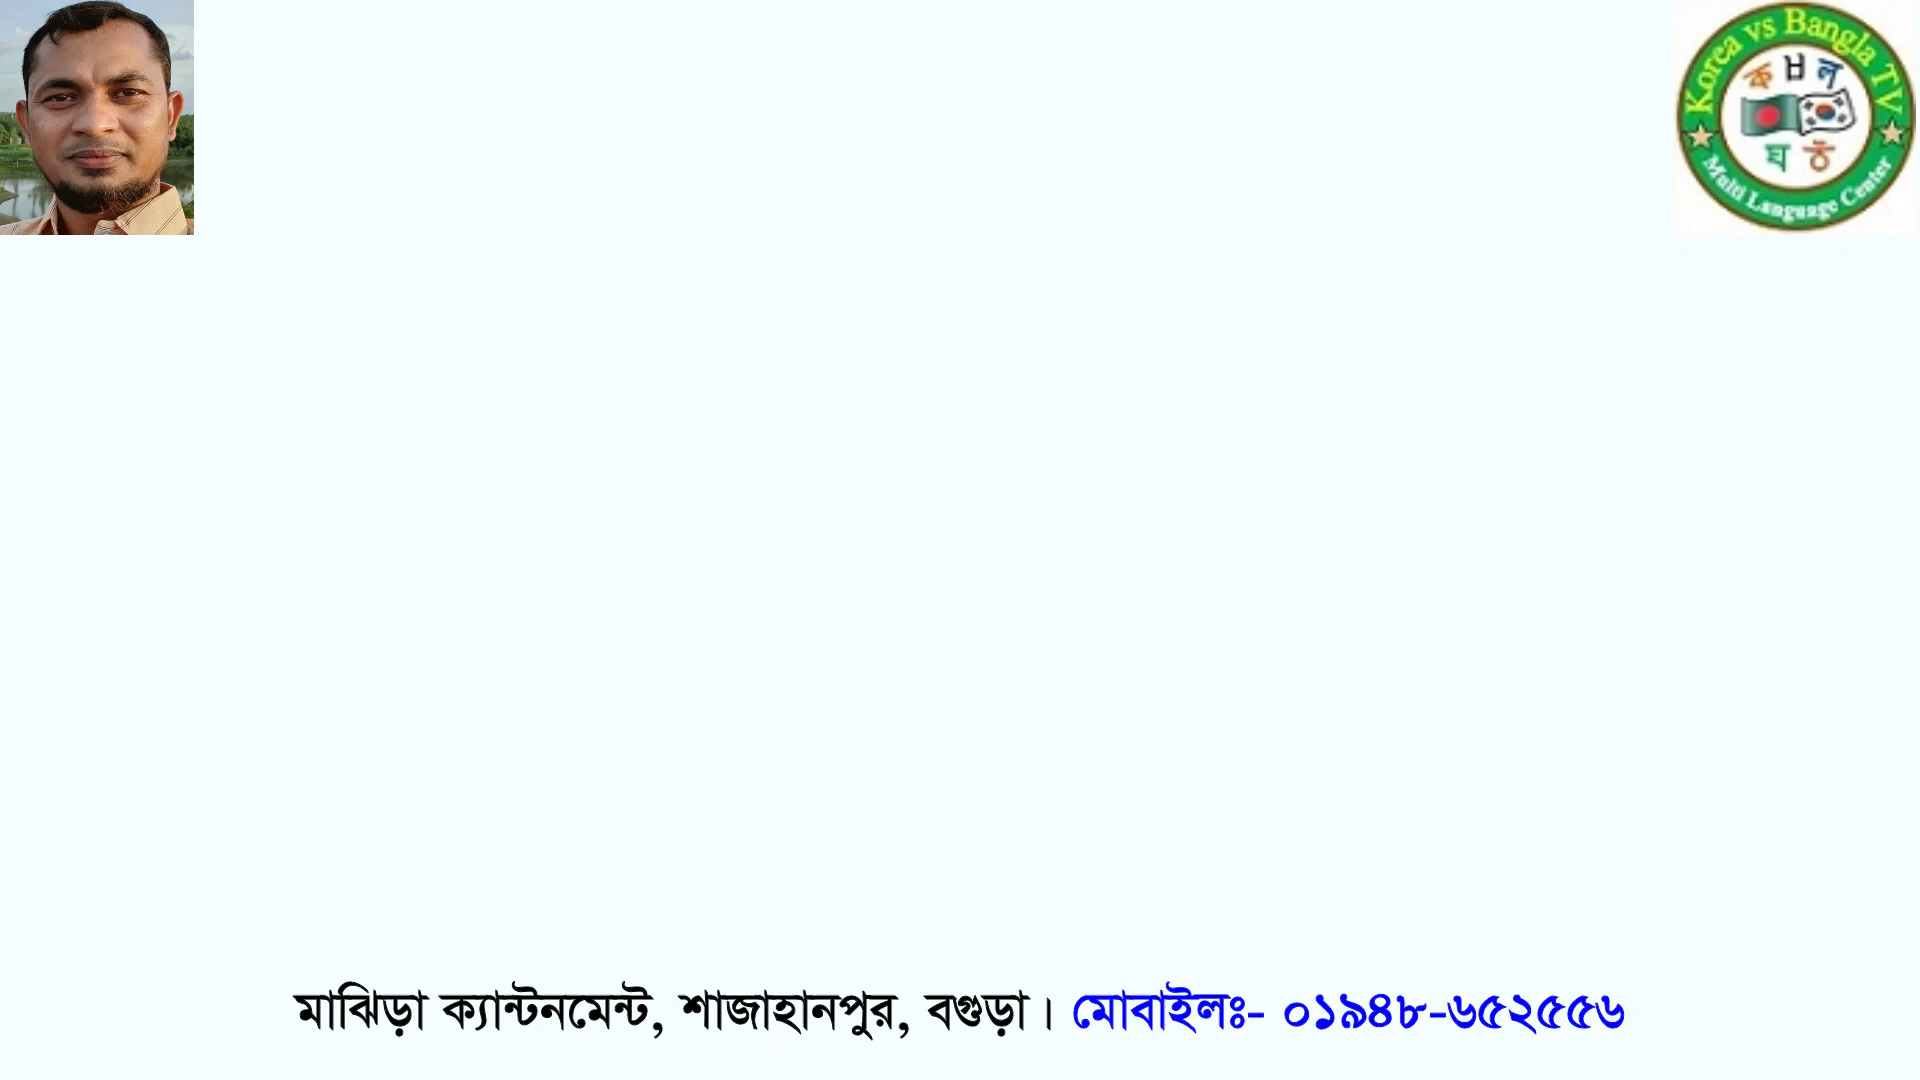 Korea vs Bangla TV
ক ㅂ ল
ঘ ঠ
Multi Language Center
মাঝিড়া ক্যান্টনমেন্ট, শাজাহানপুর, বগুড়া। মোবাইলঃ- ০১৯৪৮-৬৫২৫৫৬